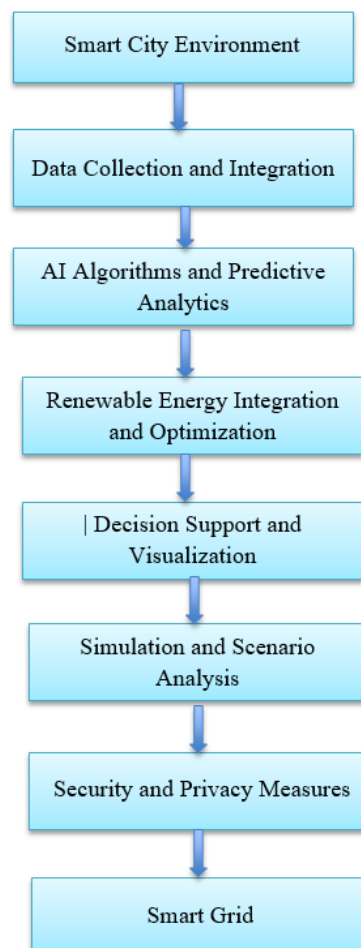 Smart City Environment
Data Collection and Integration
AI Algorithms and Predictive
Analytics
Renewable Energy Integration
and Optimization
| Decision Support and
Visualization
Simulation and Scenario
Analysis
Security and Privacy Measures
Smart Grid